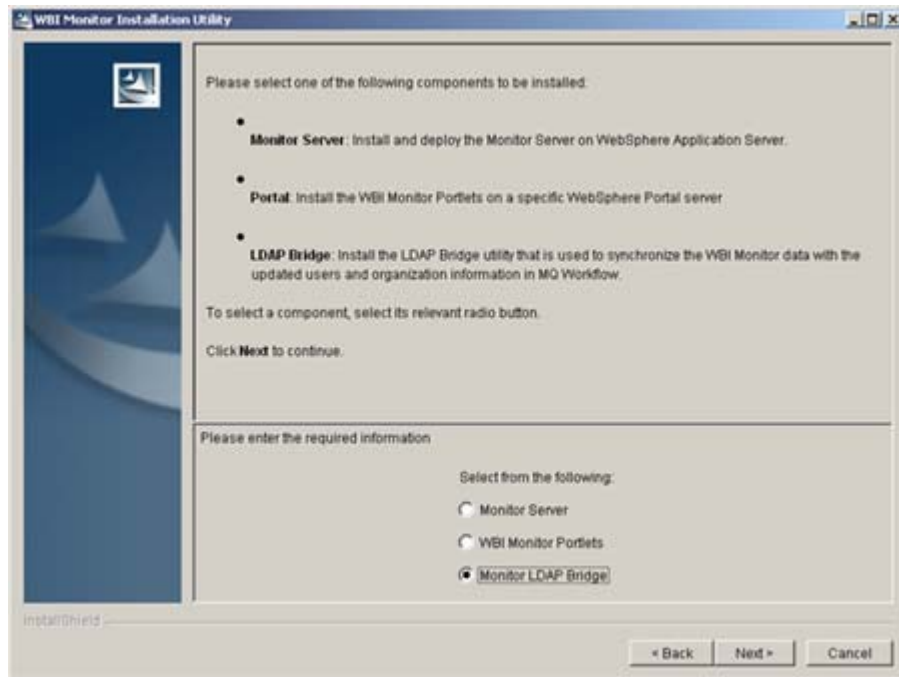 WBI Monitor Installation Utility
Please select one of the following components to be installed:
Monitor Server: Install and deploy the Monitor Server on WebSphere Application Server.
Portal: Install the WBI Monitor Portlets on a specific WebSphere Portal server
LDAP Bridge: Install the LDAP Bridge utility that is used to synchronize the WBI Monitor data with the
updated users and organization information in MQ Workflow.
To select a component, select its relevant radio button.
Click Next to continue.
Please enter the required information
Select from the following:
Monitor Server
WBI Monitor Portlets
Monitor LDAP Bridge
InstallShield
< Back
Next >
Cancel